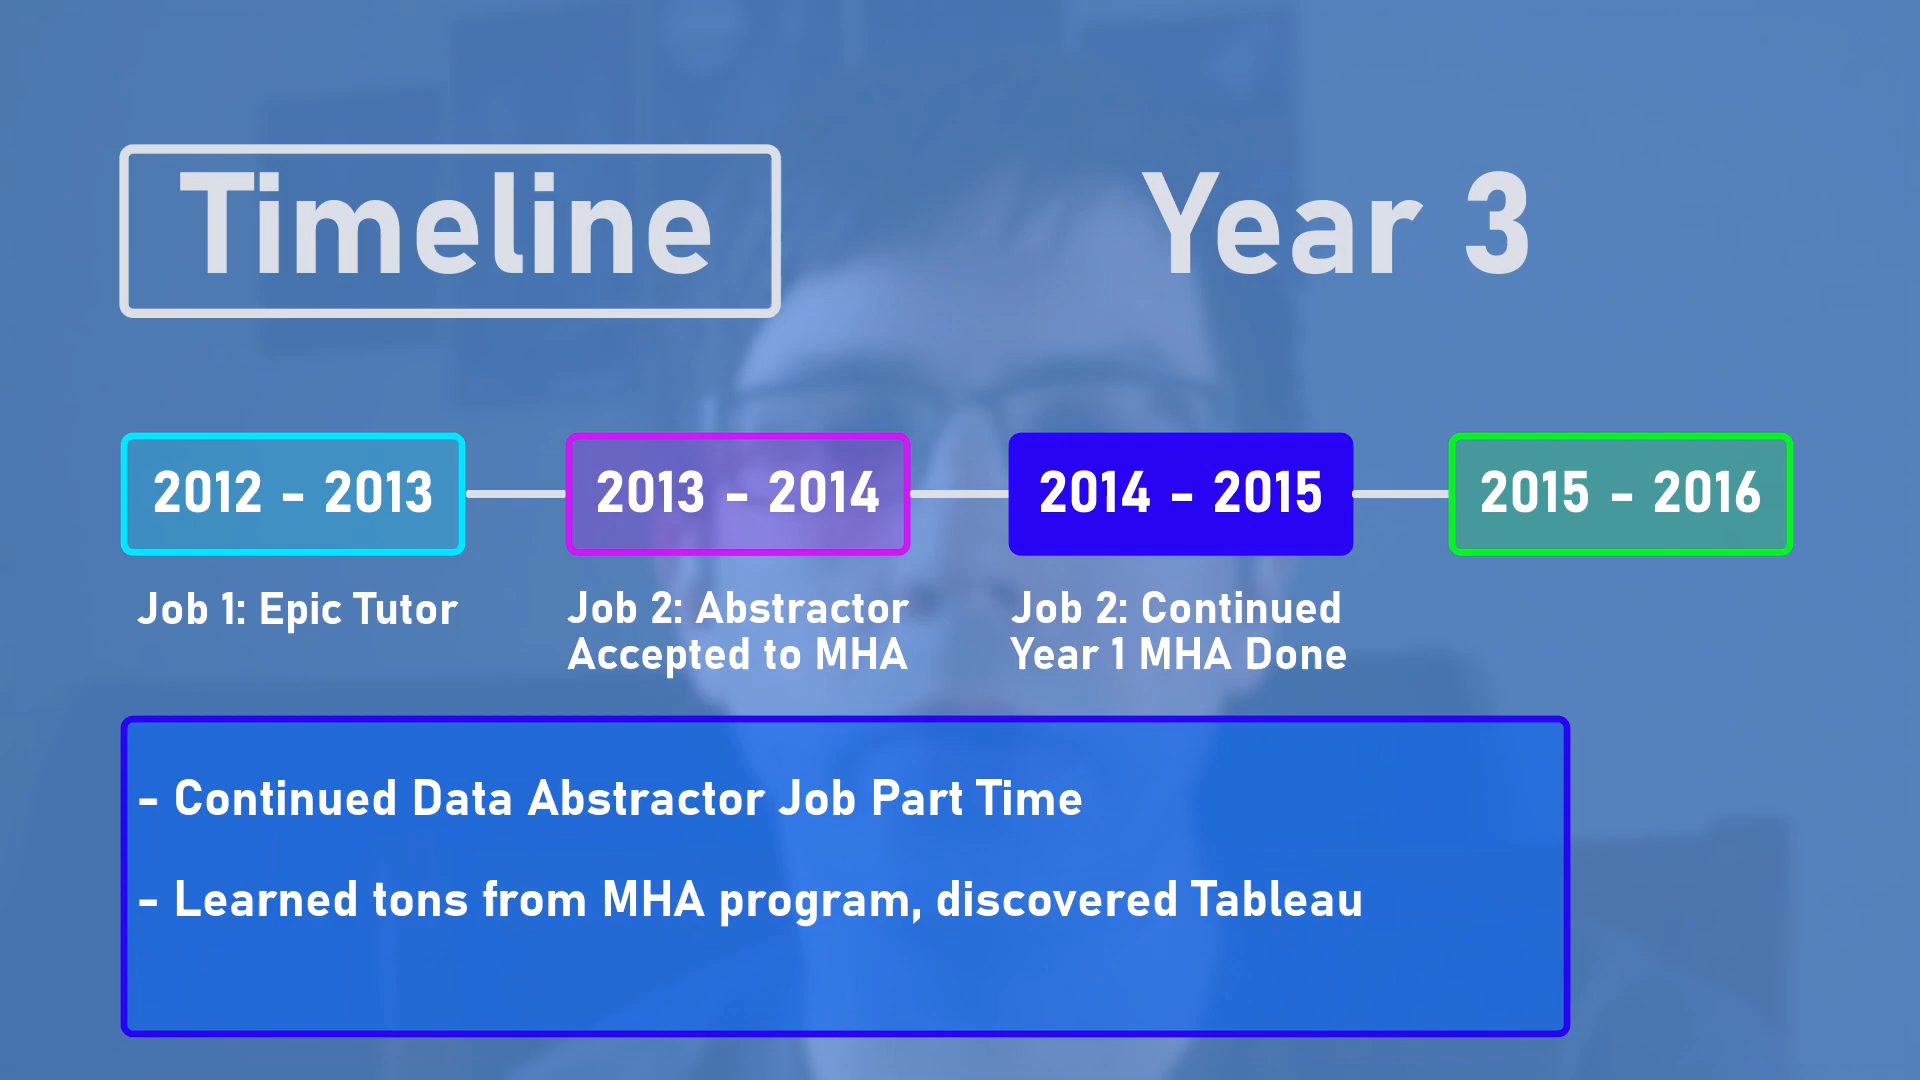 Timeline
Year 3
2012 - 2013
2013 - 2014
2014 - 2015
2015 - 2016
Job 1: Epic Tutor
Job 2: Abstractor
Accepted to MHA
Job 2: Continued
Year 1 MHA Done
- Continued Data Abstractor Job Part Time
- Learned tons from MHA program, discovered Tableau